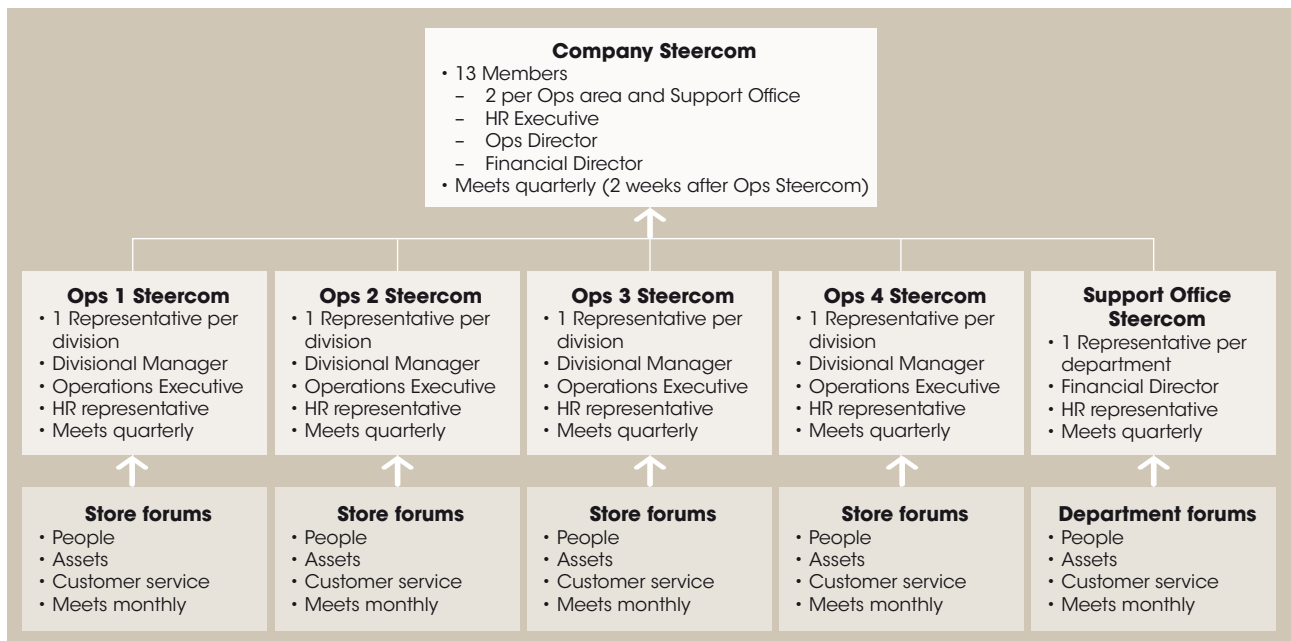 Company Steercom
• 13 Members
– 2 per Ops area and Support Office
– HR Executive
– Ops Director
– Financial Director
• Meets quarterly (2 weeks after Ops Steercom)
Ops 1 Steercom
• 1 Representative per
division
• Divisional Manager
• Operations Executive
• HR representative
• Meets quarterly
Ops 2 Steercom
• 1 Representative per
division
• Divisional Manager
• Operations Executive
• HR representative
• Meets quarterly
Ops 3 Steercom
• 1 Representative per
division
• Divisional Manager
• Operations Executive
• HR representative
• Meets quarterly
Ops 4 Steercom
• 1 Representative per
division
• Divisional Manager
• Operations Executive
• HR representative
• Meets quarterly
Support Office
Steercom
• 1 Representative per
department
• Financial Director
• HR representative
• Meets quarterly
Store forums
• People
• Assets
• Customer service
• Meets monthly
Store forums
• People
• Assets
• Customer service
• Meets monthly
Store forums
• People
• Assets
• Customer service
• Meets monthly
Store forums
• People
• Assets
• Customer service
• Meets monthly
Department forums
• People
• Assets
• Customer service
• Meets monthly